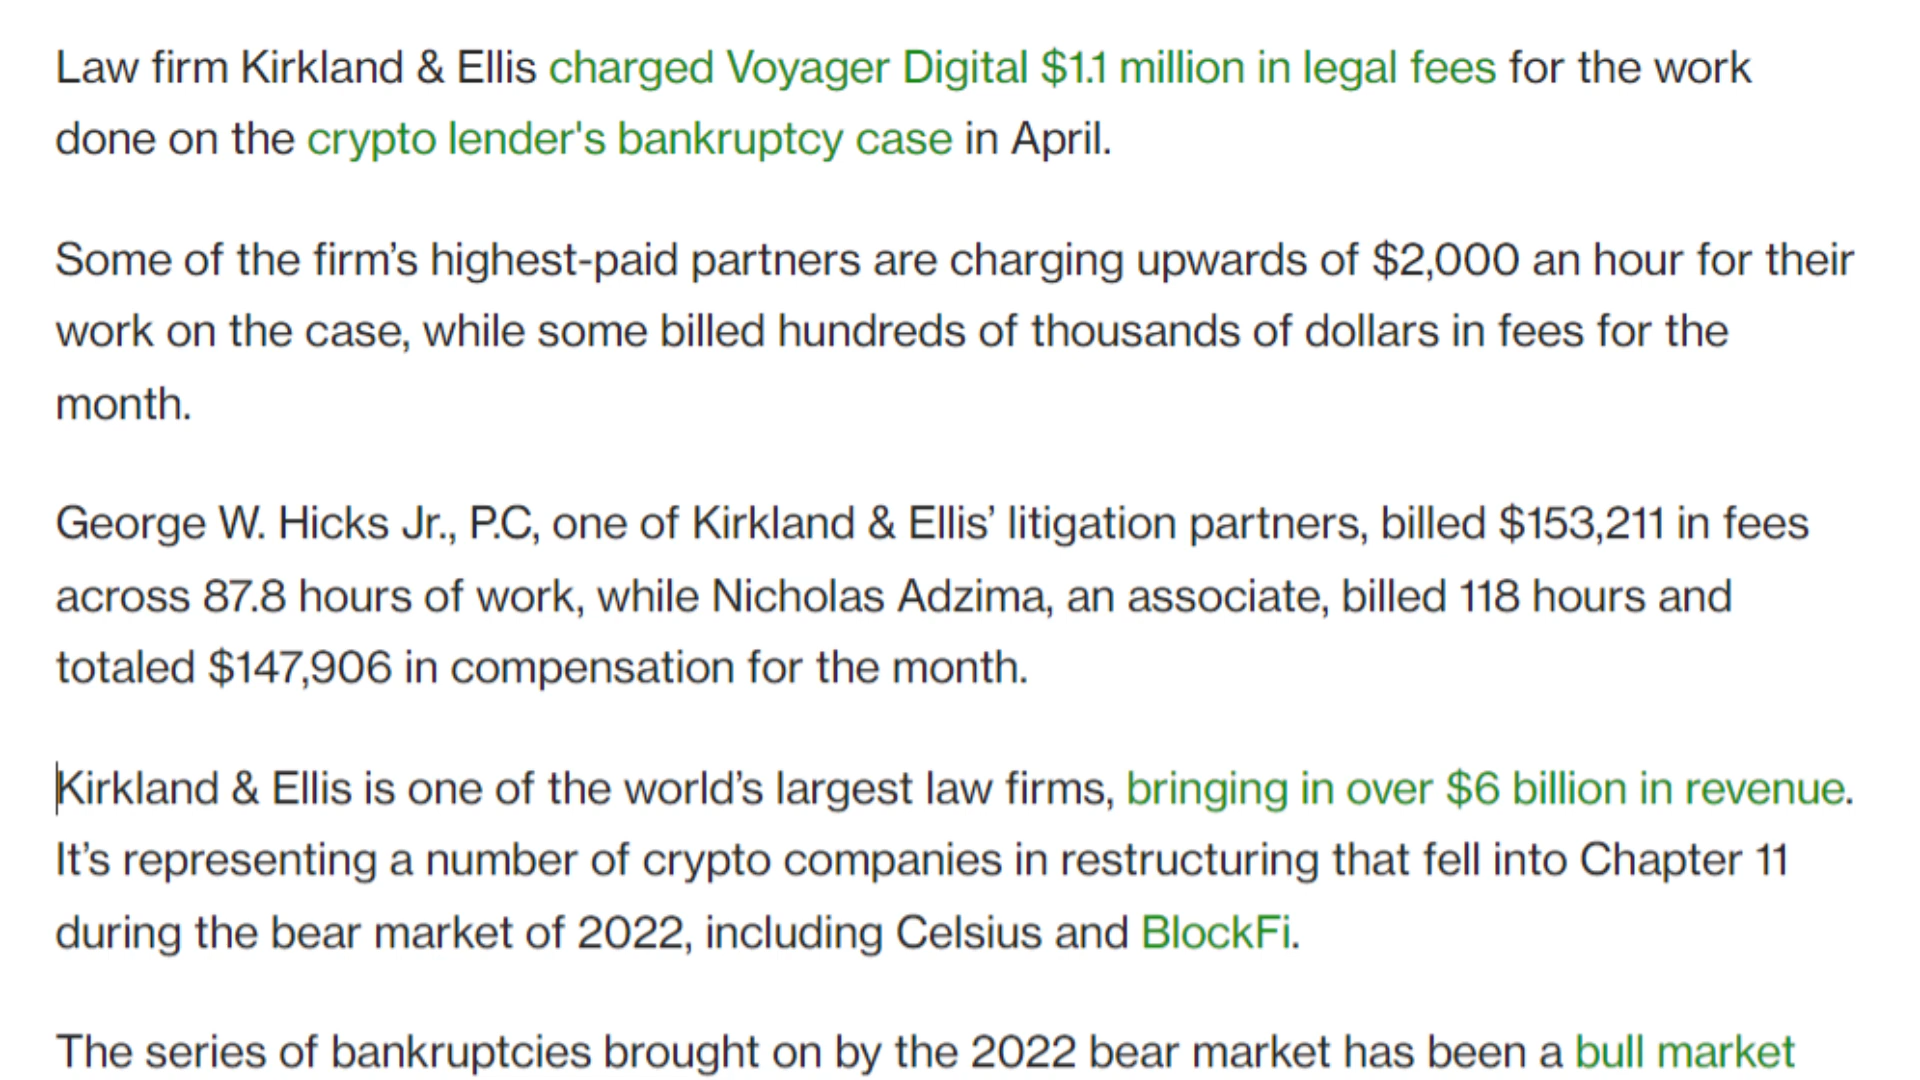 Law firm Kirkland & Ellis charged Voyager Digital $1.1 million in legal fees for the work
done on the crypto lender's bankruptcy case in April.
Some of the firm’s highest-paid partners are charging upwards of $2,000 an hour for their
work on the case, while some billed hundreds of thousands of dollars in fees for the
month.
George W. Hicks Jr., P.C, one of Kirkland & Ellis’ litigation partners, billed $153,211 in fees
across 87.8 hours of work, while Nicholas Adzima, an associate, billed 118 hours and
totaled $147,906 in compensation for the month.
Kirkland & Ellis is one of the world’s largest law firms, bringing in over $6 billion in revenue.
It’s representing a number of crypto companies in restructuring that fell into Chapter 11
during the bear market of 2022, including Celsius and BlockFi.
The series of bankruptcies brought on by the 2022 bear market has been a bull market